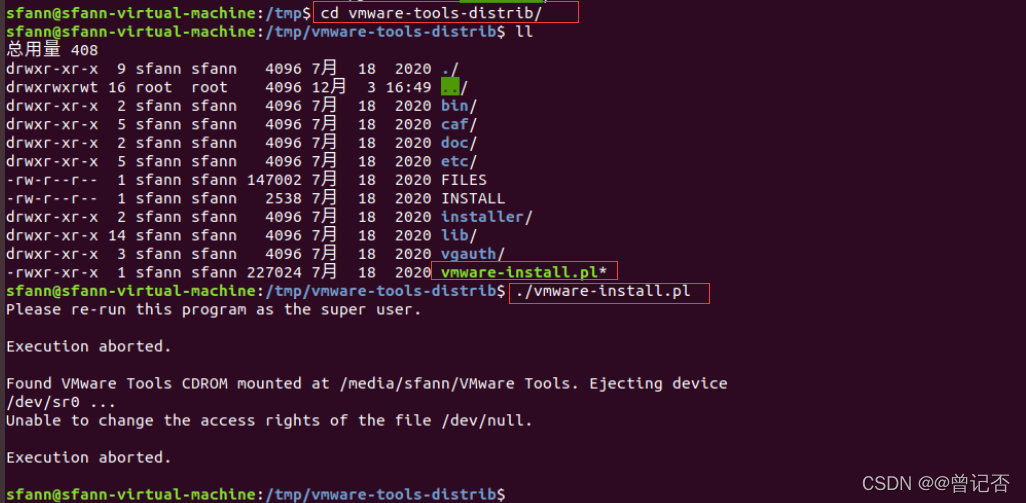 sfann@sfann-virtual-machine:/tmp$ cd vmware-tools-distrib/
sfann@sfann-virtual-machine:/tmp/vmware-tools-distrib$ ll
总用量 408
drwxr-xr-x  9 sfann sfann   4096 7月  18  2020 ./
drwxrwxrwt 16 root  root    4096 12月  3 16:49 ../
drwxr-xr-x  2 sfann sfann   4096 7月  18  2020 bin/
drwxr-xr-x  5 sfann sfann   4096 7月  18  2020 caf/
drwxr-xr-x  2 sfann sfann   4096 7月  18  2020 doc/
drwxr-xr-x  5 sfann sfann   4096 7月  18  2020 etc/
-rw-r--r--  1 sfann sfann 147002 7月  18  2020 FILES
-rw-r--r--  1 sfann sfann   2538 7月  18  2020 INSTALL
drwxr-xr-x  2 sfann sfann   4096 7月  18  2020 installer/
drwxr-xr-x 14 sfann sfann   4096 7月  18  2020 lib/
drwxr-xr-x  3 sfann sfann   4096 7月  18  2020 vgauth/
-rwxr-xr-x  1 sfann sfann 227024 7月  18  2020 vmware-install.pl*
sfann@sfann-virtual-machine:/tmp/vmware-tools-distrib$ ./vmware-install.pl
Please re-run this program as the super user.
Execution aborted.
Found VMware Tools CDROM mounted at /media/sfann/VMware Tools. Ejecting device
/dev/sr0 ...
Unable to change the access rights of the file /dev/null.
Execution aborted.
sfann@sfann-virtual-machine:/tmp/vmware-tools-distrib$
CSDN @@曾记否